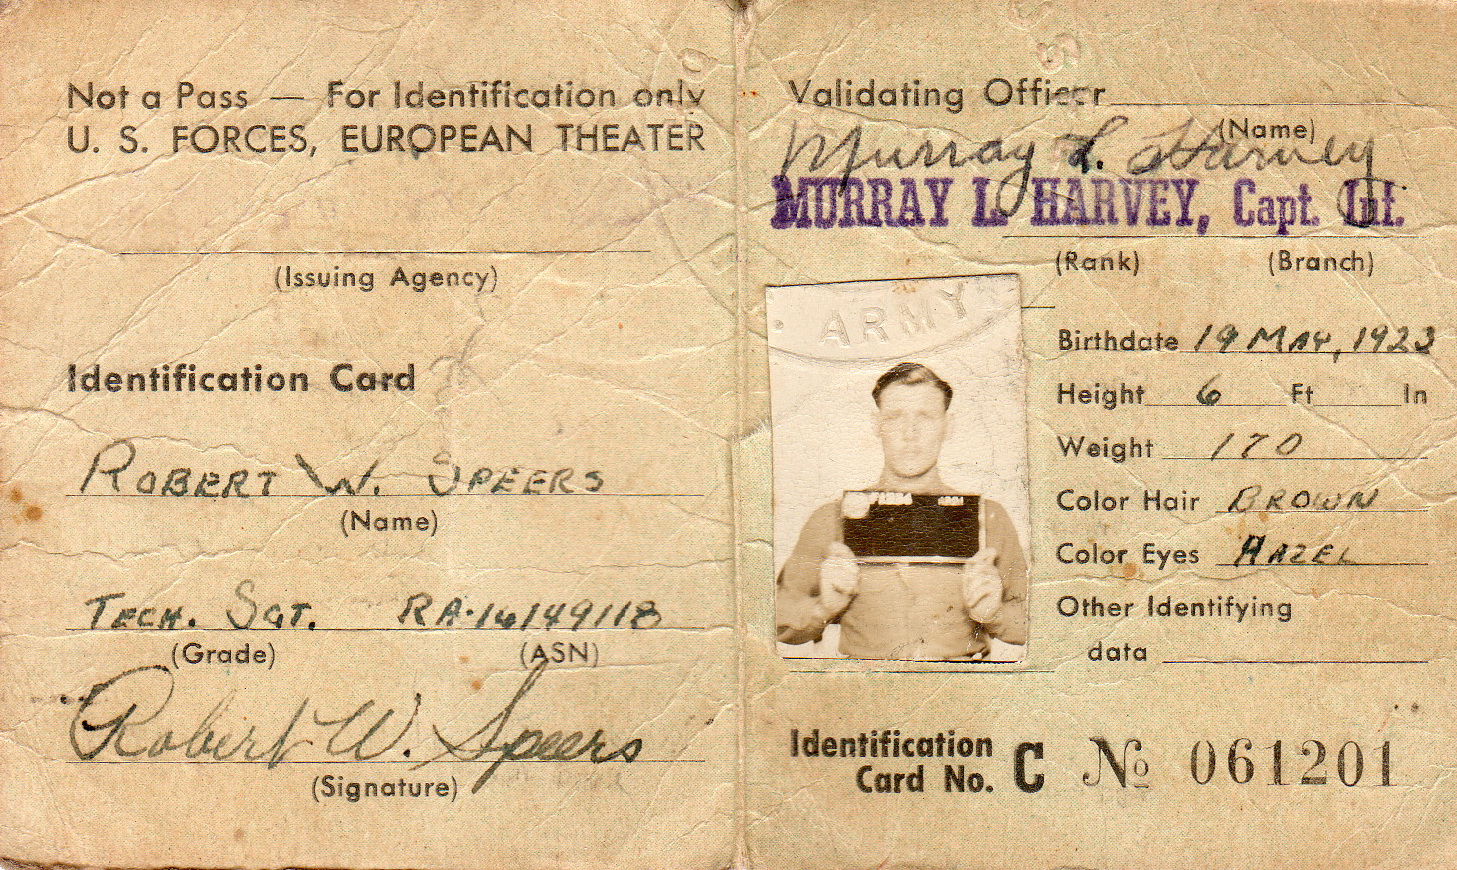 Not a Pass — For Identification only
U. S. FORCES, EUROPEAN THEATER
(Issuing Agency)
Identification Card
ROBERT W. SPEERS
(Name)
TECH. SGT. RA-16149118
(Grade) (ASN)
Robert W. Speers
(Signature)
Validating Officer
(Name)
Murray L. Harvey
MURRAY L HARVEY, Capt. Inf.
(Rank) (Branch)
ARMY
Birthdate 19 MAY, 1923
Height 6 Ft In
Weight 170
Color Hair BROWN
Color Eyes HAZEL
Other Identifying
data
Identification
Card No. C № 061201